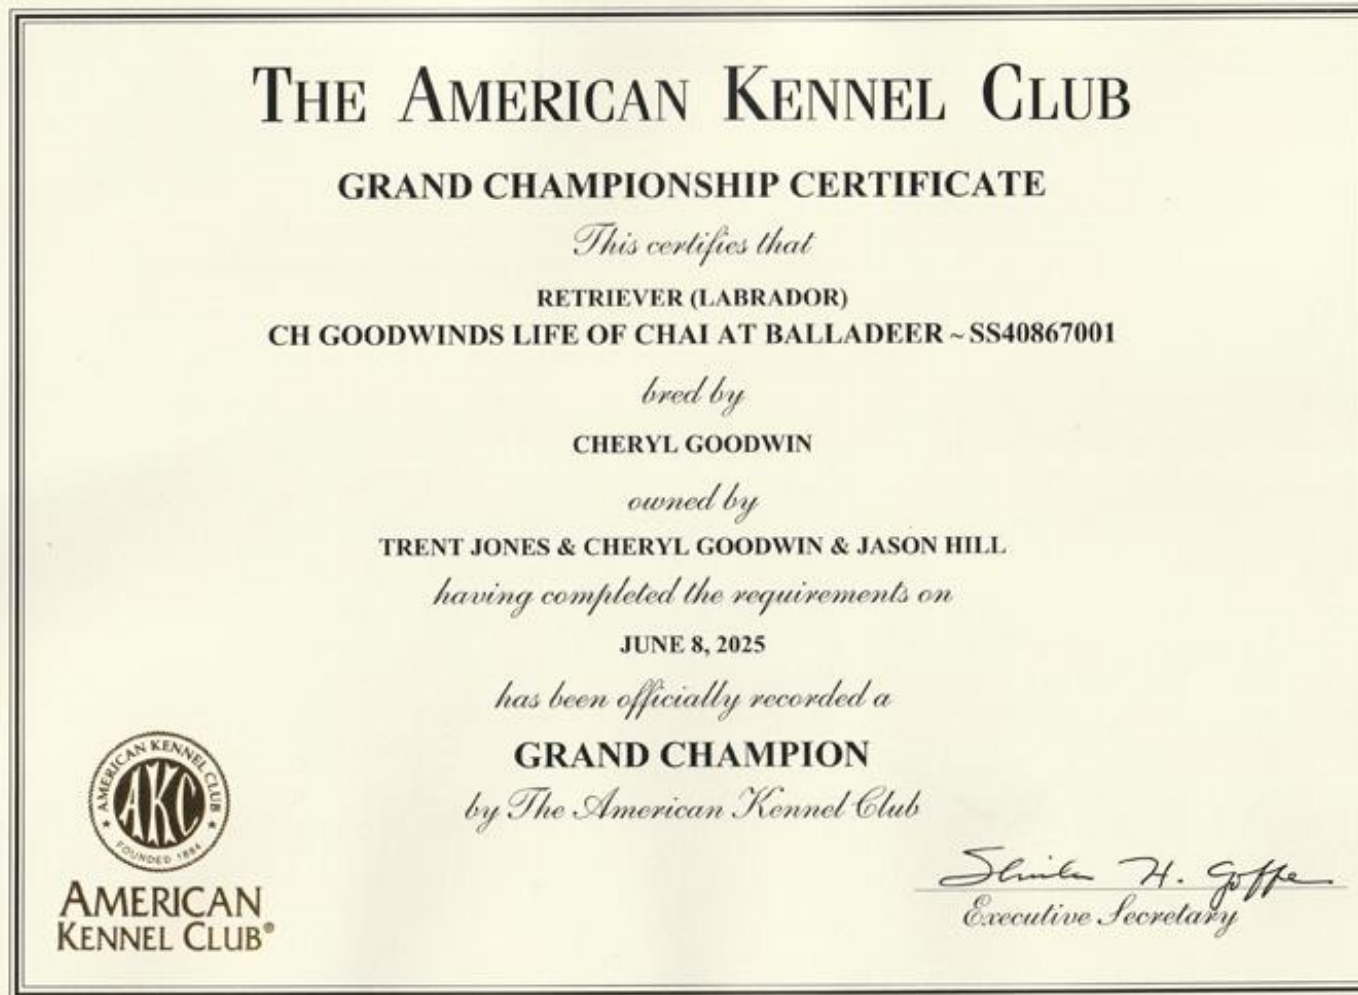 THE AMERICAN KENNEL CLUB
GRAND CHAMPIONSHIP CERTIFICATE
This certifies that
RETRIEVER (LABRADOR)
CH GOODWINDS LIFE OF CHAI AT BALLADEER ~ SS40867001
bred by
CHERYL GOODWIN
owned by
TRENT JONES & CHERYL GOODWIN & JASON HILL
having completed the requirements on
JUNE 8, 2025
has been officially recorded a
GRAND CHAMPION
by The American Kennel Club
AMERICAN KENNEL CLUB
AKC
FOUNDED 1884
AMERICAN
KENNEL CLUB®
H. Goffe
Executive Secretary